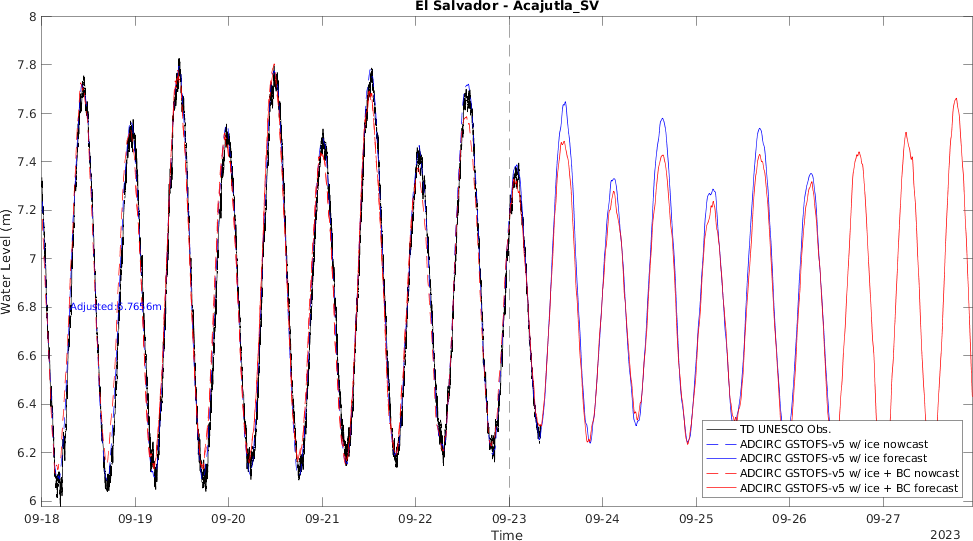 El Salvador - Acajutla_SV
8
7.8
7.6
7.4
7.2
7
6.8
6.6
6.4
6.2
6
Water Level (m)
Adjusted:5.7656m
TD UNESCO Obs.
ADCIRC GSTOFS-v5 w/ ice nowcast
ADCIRC GSTOFS-v5 w/ ice forecast
ADCIRC GSTOFS-v5 w/ ice + BC nowcast
ADCIRC GSTOFS-v5 w/ ice + BC forecast
09-18 09-19 09-20 09-21 09-22 09-23 09-24 09-25 09-26 09-27
Time
2023